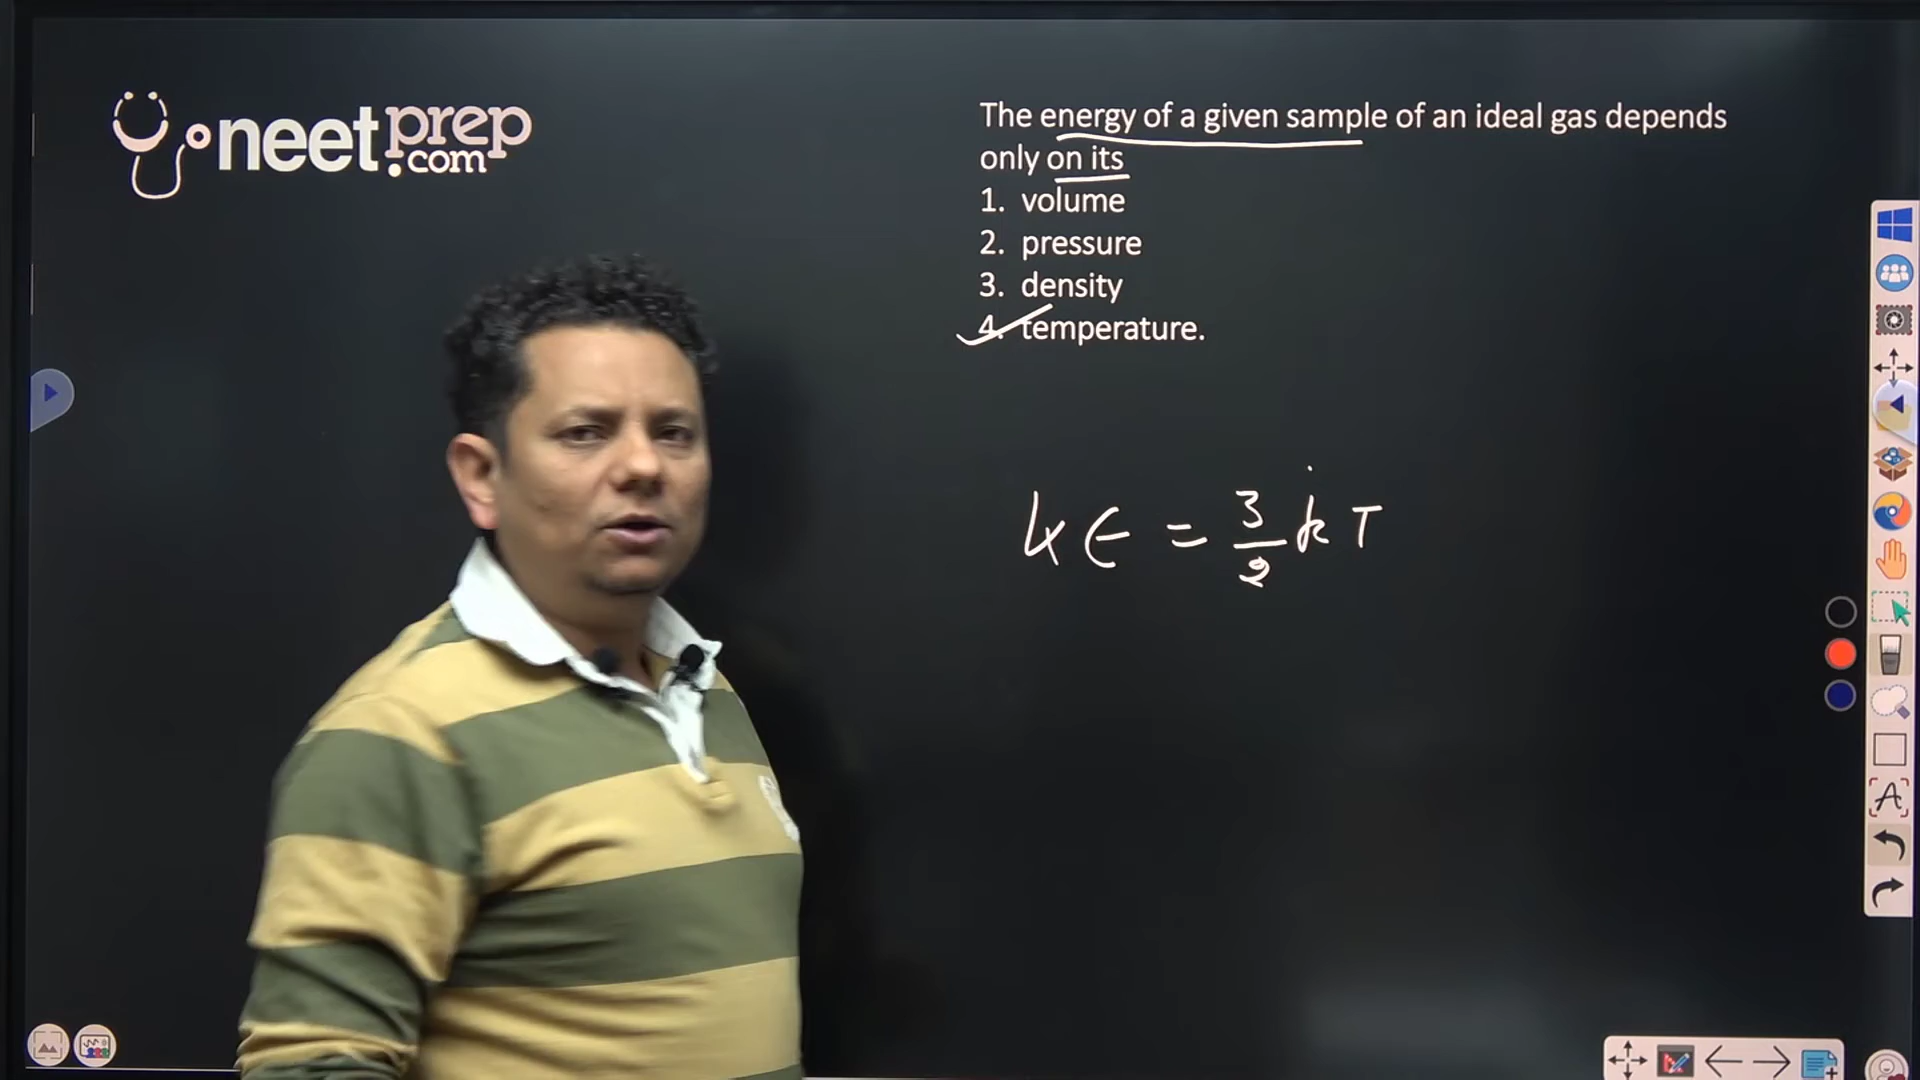 neetprep.com
The energy of a given sample of an ideal gas depends
only on its
1. volume
2. pressure
3. density
4. temperature.
KE = 3/2 kT
A